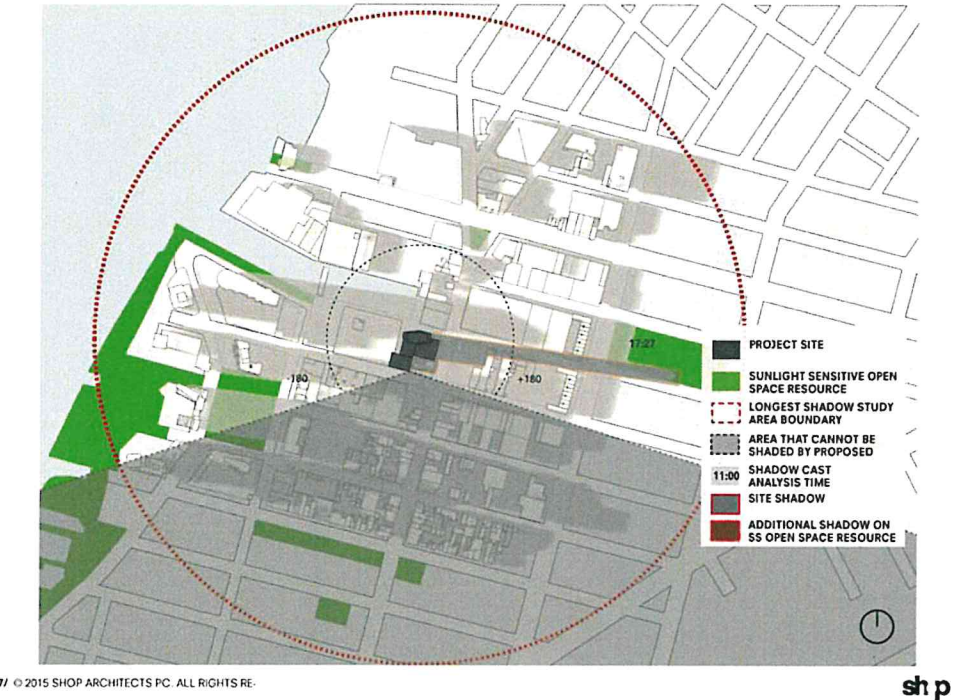 17:27
-180
+180
PROJECT SITE
SUNLIGHT SENSITIVE OPEN
SPACE RESOURCE
LONGEST SHADOW STUDY
AREA BOUNDARY
AREA THAT CANNOT BE
SHADED BY PROPOSED
11:00
SHADOW CAST
ANALYSIS TIME
SITE SHADOW
ADDITIONAL SHADOW ON
SS OPEN SPACE RESOURCE
7/ © 2015 SHOP ARCHITECTS PC. ALL RIGHTS RE-
sh p